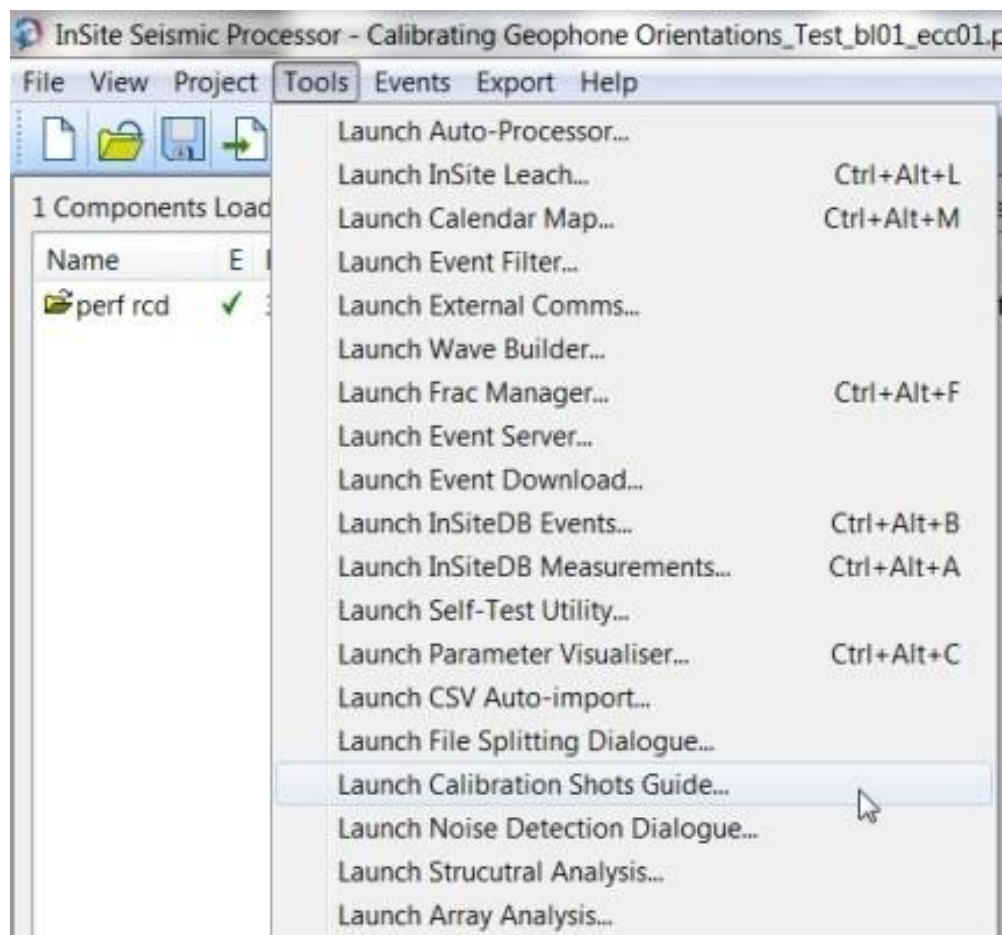 InSite Seismic Processor - Calibrating Geophone Orientations_Test_bl01_ecc01.p
File View Project Tools Events Export Help
1 Components Load
Name E
perf rcd
Launch Auto-Processor...
Launch InSite Leach... Ctrl+Alt+L
Launch Calendar Map... Ctrl+Alt+M
Launch Event Filter...
Launch External Comms...
Launch Wave Builder...
Launch Frac Manager... Ctrl+Alt+F
Launch Event Server...
Launch Event Download...
Launch InSiteDB Events... Ctrl+Alt+B
Launch InSiteDB Measurements... Ctrl+Alt+A
Launch Self-Test Utility...
Launch Parameter Visualiser... Ctrl+Alt+C
Launch CSV Auto-import...
Launch File Splitting Dialogue...
Launch Calibration Shots Guide...
Launch Noise Detection Dialogue...
Launch Strucutral Analysis...
Launch Array Analysis...